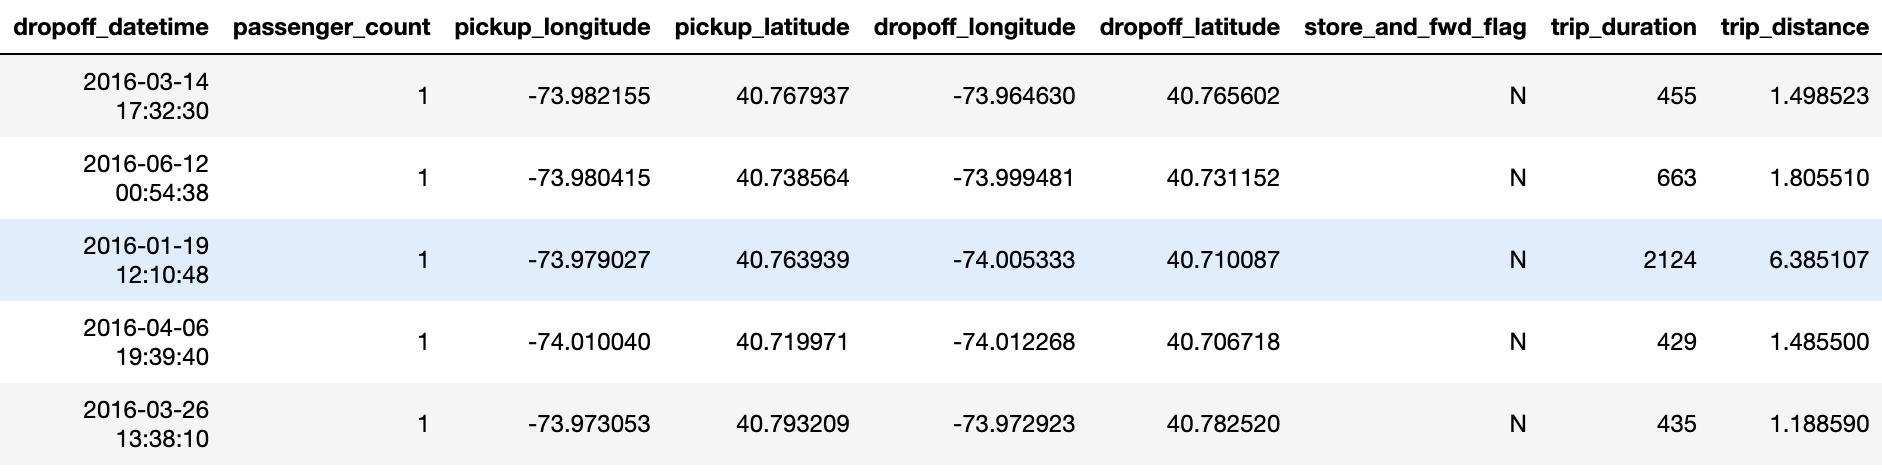 dropoff_datetime passenger_count pickup_longitude pickup_latitude dropoff_longitude dropoff_latitude store_and_fwd_flag trip_duration trip_distance
2016-03-14
17:32:30 1 -73.982155 40.767937 -73.964630 40.765602 N 455 1.498523
2016-06-12
00:54:38 1 -73.980415 40.738564 -73.999481 40.731152 N 663 1.805510
2016-01-19
12:10:48 1 -73.979027 40.763939 -74.005333 40.710087 N 2124 6.385107
2016-04-06
19:39:40 1 -74.010040 40.719971 -74.012268 40.706718 N 429 1.485500
2016-03-26
13:38:10 1 -73.973053 40.793209 -73.972923 40.782520 N 435 1.188590